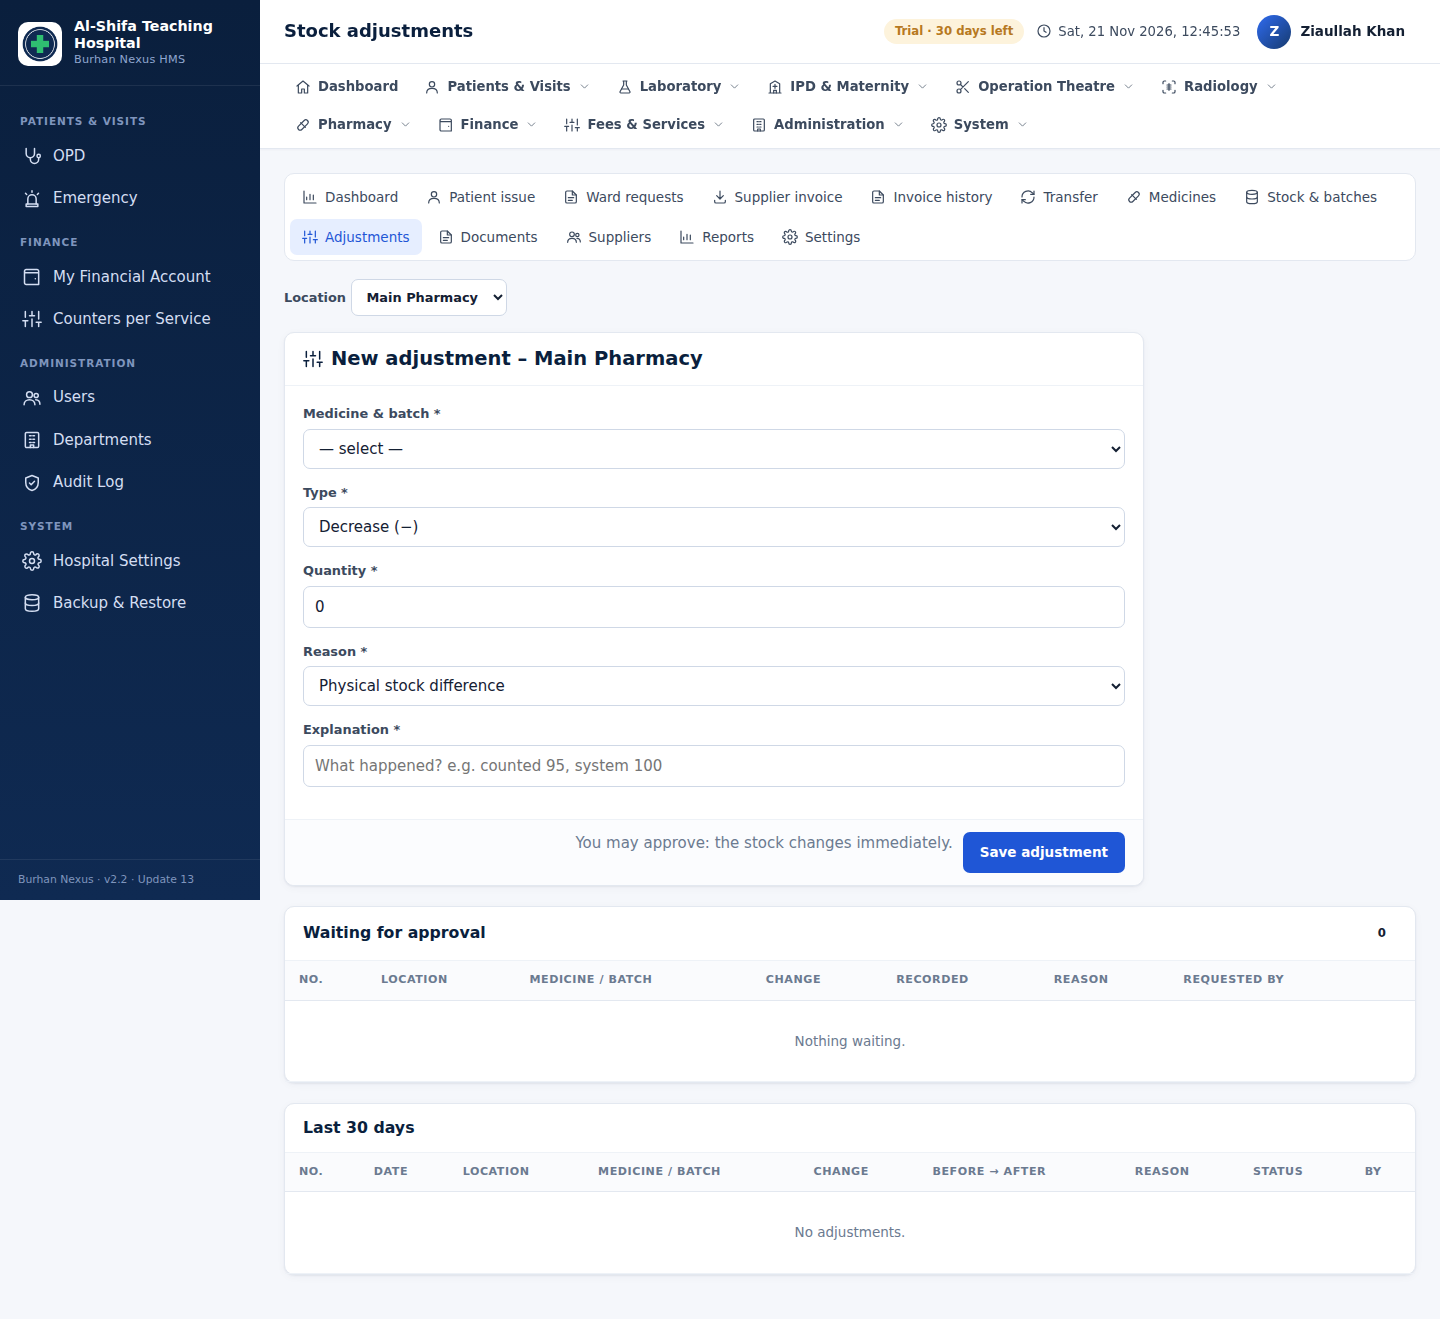 Al-Shifa Teaching
Hospital
Burhan Nexus HMS
Stock adjustments
Trial · 30 days left
Sat, 21 Nov 2026, 12:45:53
Z
Ziaullah Khan
Dashboard
Patients & Visits
Laboratory
IPD & Maternity
Operation Theatre
Radiology
Pharmacy
Finance
Fees & Services
Administration
System
PATIENTS & VISITS
OPD
Emergency
FINANCE
My Financial Account
Counters per Service
ADMINISTRATION
Users
Departments
Audit Log
SYSTEM
Hospital Settings
Backup & Restore
Burhan Nexus · v2.2 · Update 13
Dashboard
Patient issue
Ward requests
Supplier invoice
Invoice history
Transfer
Medicines
Stock & batches
Adjustments
Documents
Suppliers
Reports
Settings
Location Main Pharmacy
New adjustment – Main Pharmacy
Medicine & batch *
— select —
Type *
Decrease (−)
Quantity *
0
Reason *
Physical stock difference
Explanation *
What happened? e.g. counted 95, system 100
You may approve: the stock changes immediately.
Save adjustment
Waiting for approval
0
NO. LOCATION MEDICINE / BATCH CHANGE RECORDED REASON REQUESTED BY
Nothing waiting.
Last 30 days
NO. DATE LOCATION MEDICINE / BATCH CHANGE BEFORE → AFTER REASON STATUS BY
No adjustments.